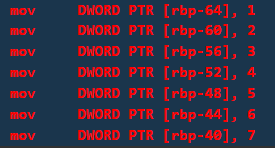 mov DWORD PTR [rbp-64], 1
mov DWORD PTR [rbp-60], 2
mov DWORD PTR [rbp-56], 3
mov DWORD PTR [rbp-52], 4
mov DWORD PTR [rbp-48], 5
mov DWORD PTR [rbp-44], 6
mov DWORD PTR [rbp-40], 7